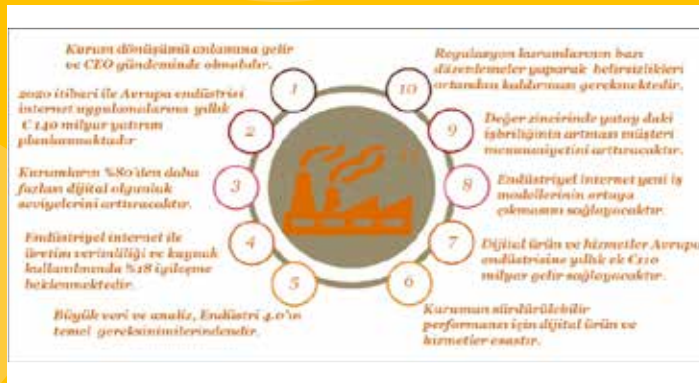 1
Kurum dönüşümü anlamına gelir
ve CEO gündeminde olmalıdır.
2
2020 itibari ile Avrupa endüstrisi
internet uygulamalarına yıllık
€ 140 milyar yatırım
planlanmaktadır
3
Kurumların %80'den daha
fazlası dijital olgunluk
seviyelerini arttıracaktır.
4
Endüstriyel internet ile
üretim verimliliği ve kaynak
kullanılmında %18 iyileşme
beklenmektedir.
5
Büyük veri ve analiz, Endüstri 4.0'ın
temel gereksinimilerindendir.
6
Kurumun sürdürülebilir
performansı için dijital ürün ve
hizmetler esastır.
7
Dijital ürün ve hizmetler Avrupa
endüstrisine yıllık ek €110
milyar gelir sağlayacaktır.
8
Endüstriyel internet yeni iş
modellerinin ortaya
çıkmasını sağlayacaktır.
9
Değer zincirinde yatay daki
işbirliğinin artması müşteri
memnuniyetini arttıracaktır.
10
Regulasyon kurumlarının bazı
düzenlemeler yaparak belirsizlikleri
ortandan kaldırması gerekmektedir.